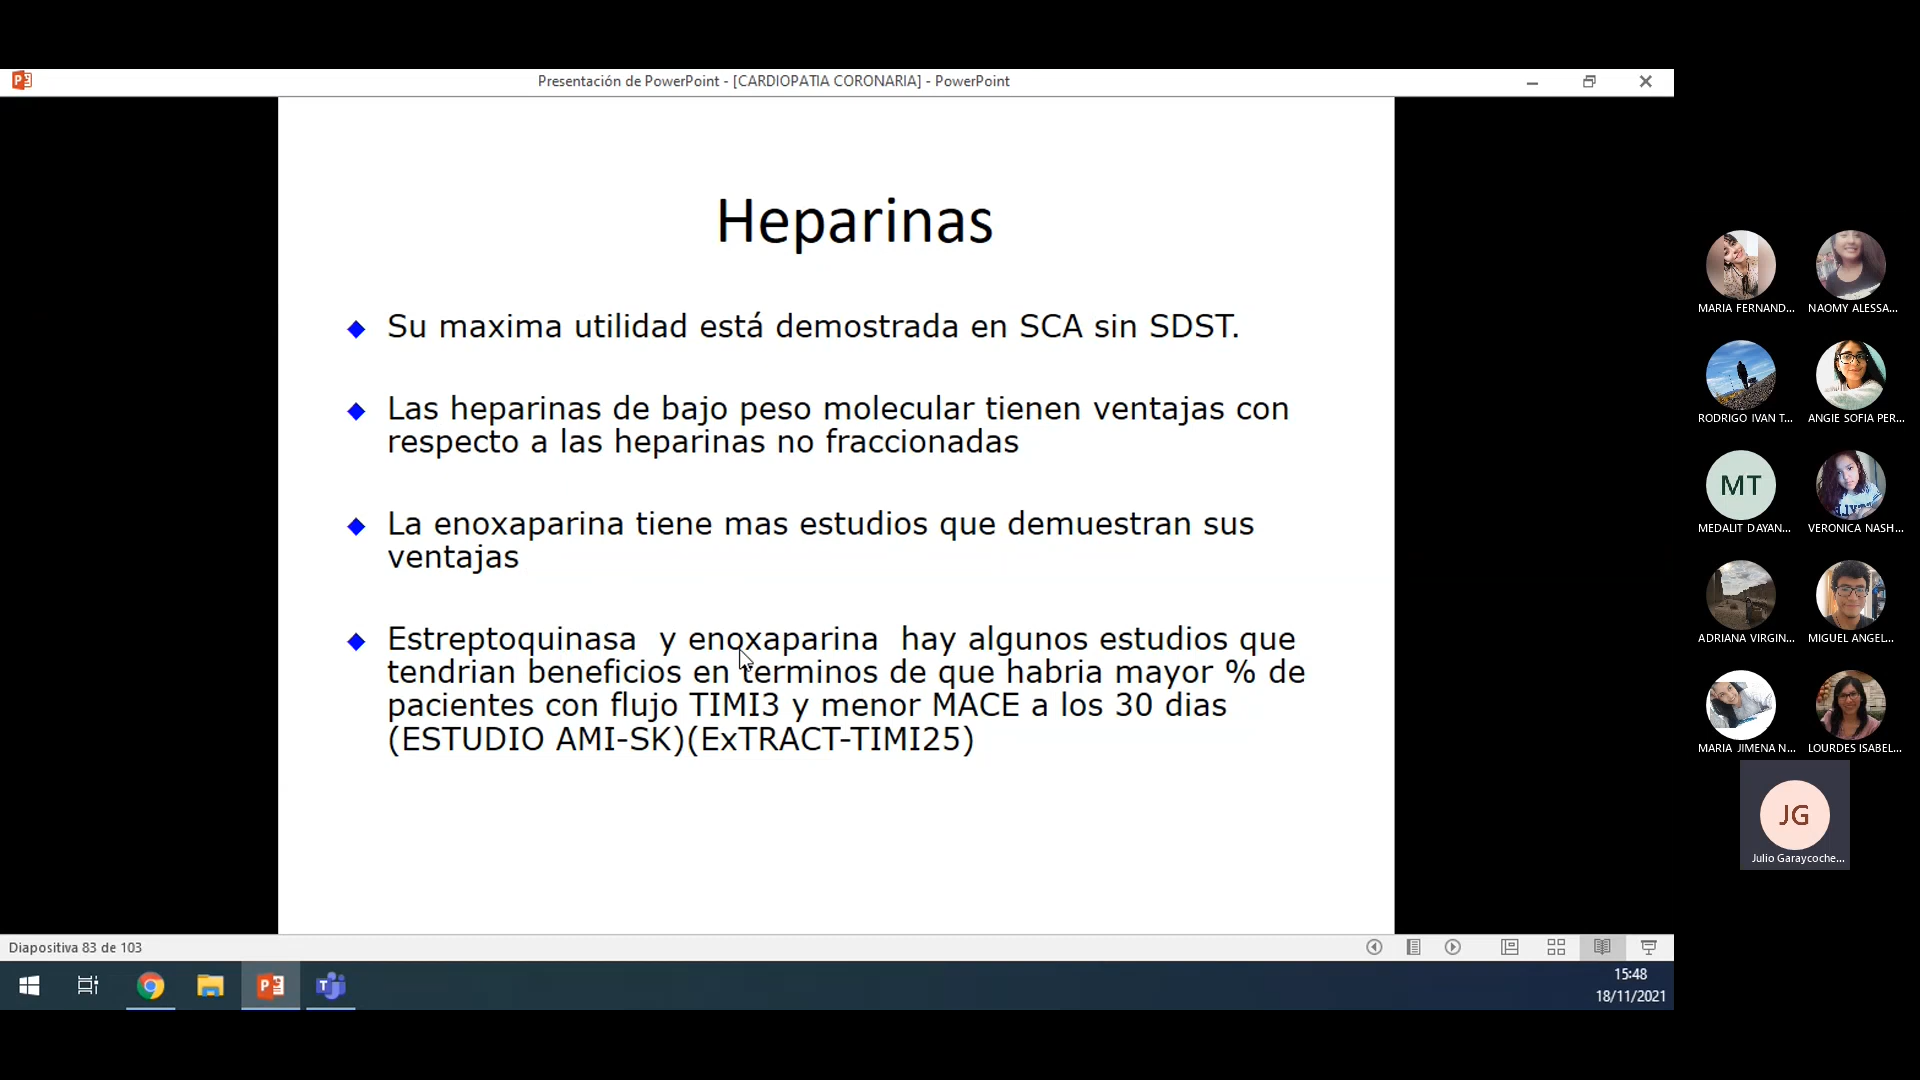 Presentación de PowerPoint - [CARDIOPATIA CORONARIA] - PowerPoint
Heparinas
Su maxima utilidad está demostrada en SCA sin SDST.
Las heparinas de bajo peso molecular tienen ventajas con
respecto a las heparinas no fraccionadas
La enoxaparina tiene mas estudios que demuestran sus
ventajas
Estreptoquinasa y enoxaparina hay algunos estudios que
tendrian beneficios en terminos de que habria mayor % de
pacientes con flujo TIMI3 y menor MACE a los 30 dias
(ESTUDIO AMI-SK)(ExTRACT-TIMI25)
MARIA FERNAND...
NAOMY ALESSA...
RODRIGO IVAN T...
ANGIE SOFIA PER...
MT
MEDALIT DAYAN...
VERONICA NASH...
ADRIANA VIRGIN...
MIGUEL ANGEL...
MARIA JIMENA N...
LOURDES ISABEL...
JG
Julio Garaycoche...
Diapositiva 83 de 103
15:48
18/11/2021